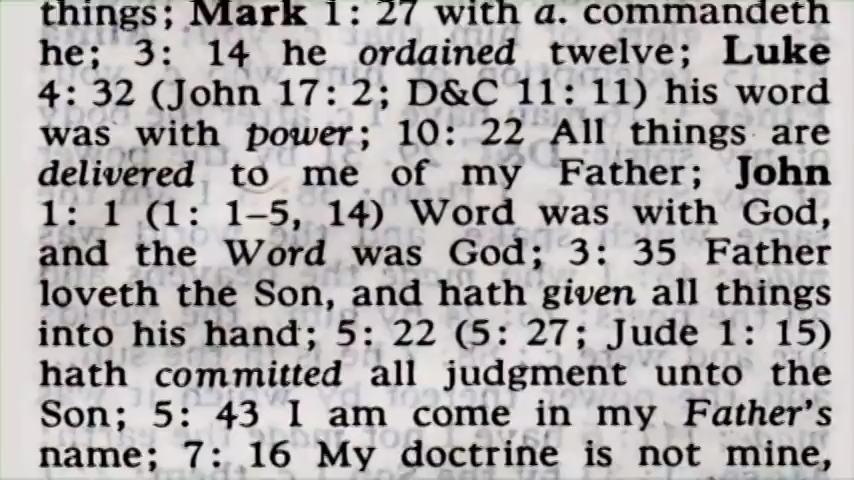 things; Mark 1: 27 with a. commandeth
he; 3: 14 he ordained twelve; Luke
4: 32 (John 17: 2; D&C 11: 11) his word
was with power; 10: 22 All things are
delivered to me of my Father; John
1: 1 (1: 1–5, 14) Word was with God,
and the Word was God; 3: 35 Father
loveth the Son, and hath given all things
into his hand; 5: 22 (5: 27; Jude 1: 15)
hath committed all judgment unto the
Son; 5: 43 I am come in my Father's
name; 7: 16 My doctrine is not mine,